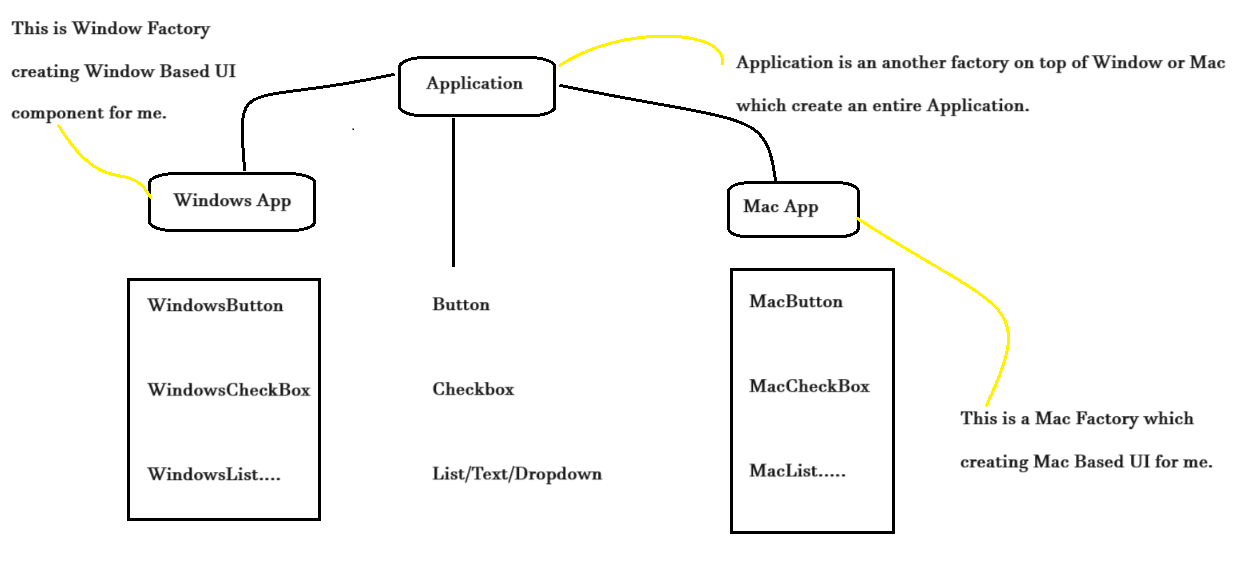 This is Window Factory
creating Window Based UI
component for me.
Application
Application is an another factory on top of Window or Mac
which create an entire Application.
Windows App
Mac App
WindowsButton
WindowsCheckBox
WindowsList....
Button
Checkbox
List/Text/Dropdown
MacButton
MacCheckBox
MacList.....
This is a Mac Factory which
creating Mac Based UI for me.